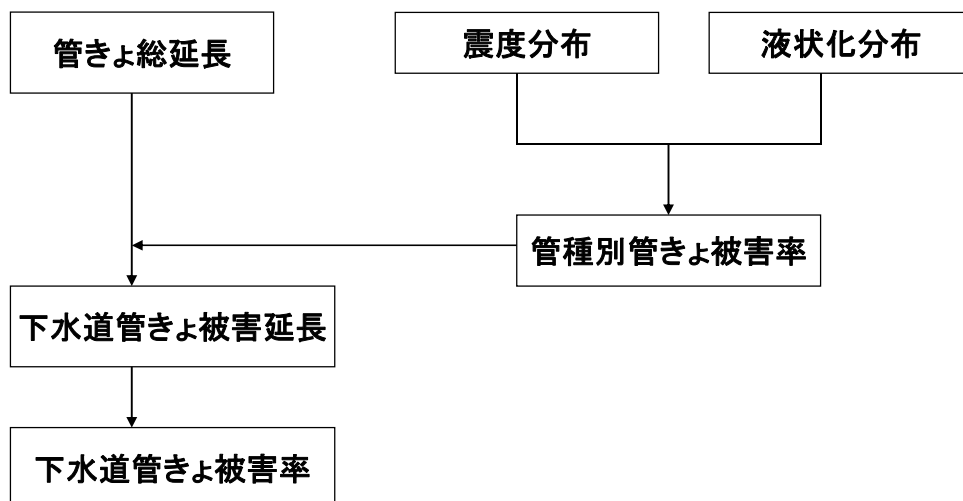 管きょ総延長
震度分布
液状化分布
管種別管きょ被害率
下水道管きょ被害延長
下水道管きょ被害率